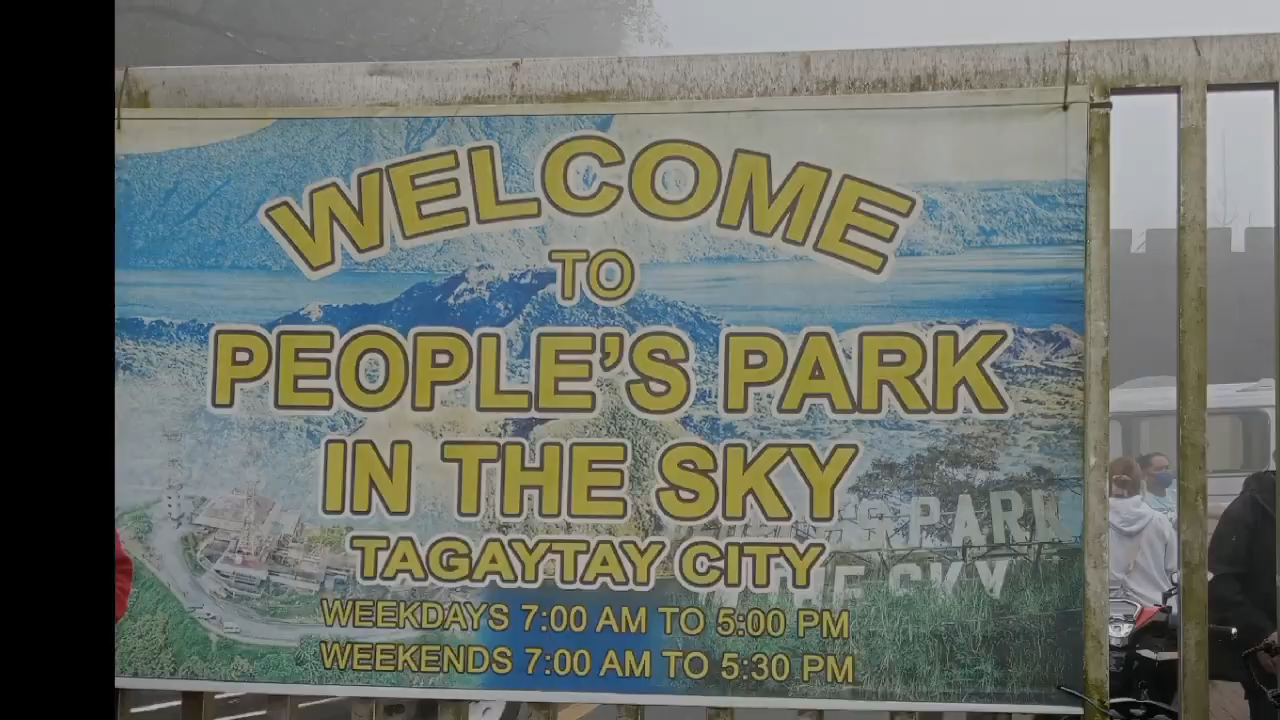 WELCOME
TO
PEOPLE'S PARK
IN THE SKY
TAGAYTAY CITY
WEEKDAYS 7:00 AM TO 5:00 PM
WEEKENDS 7:00 AM TO 5:30 PM
PARK
SKY